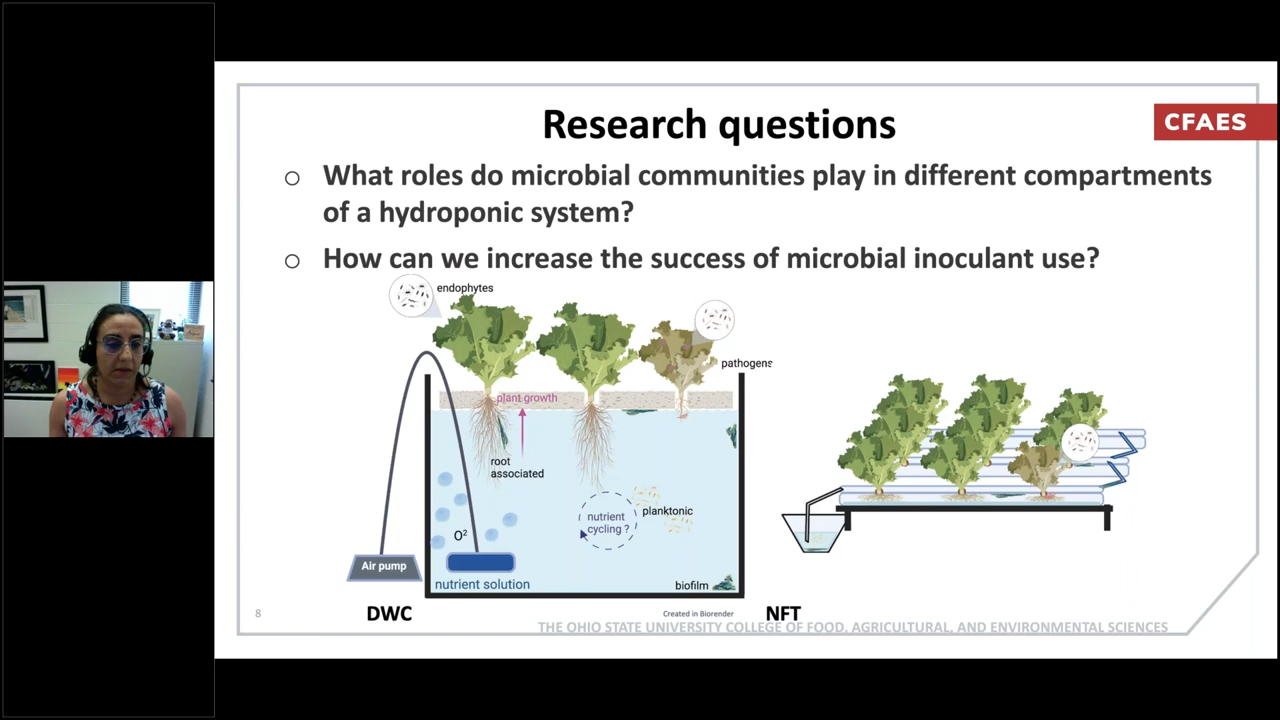 Research questions
CFAES
o What roles do microbial communities play in different compartments
of a hydroponic system?
o How can we increase the success of microbial inoculant use?
endophytes
pathogens
plant growth
root
associated
nutrient
cycling ?
planktonic
O²
Air pump
nutrient solution
biofilm
8
DWC
Created in Biorender
NFT
THE OHIO STATE UNIVERSITY COLLEGE OF FOOD, AGRICULTURAL, AND ENVIRONMENTAL SCIENCES